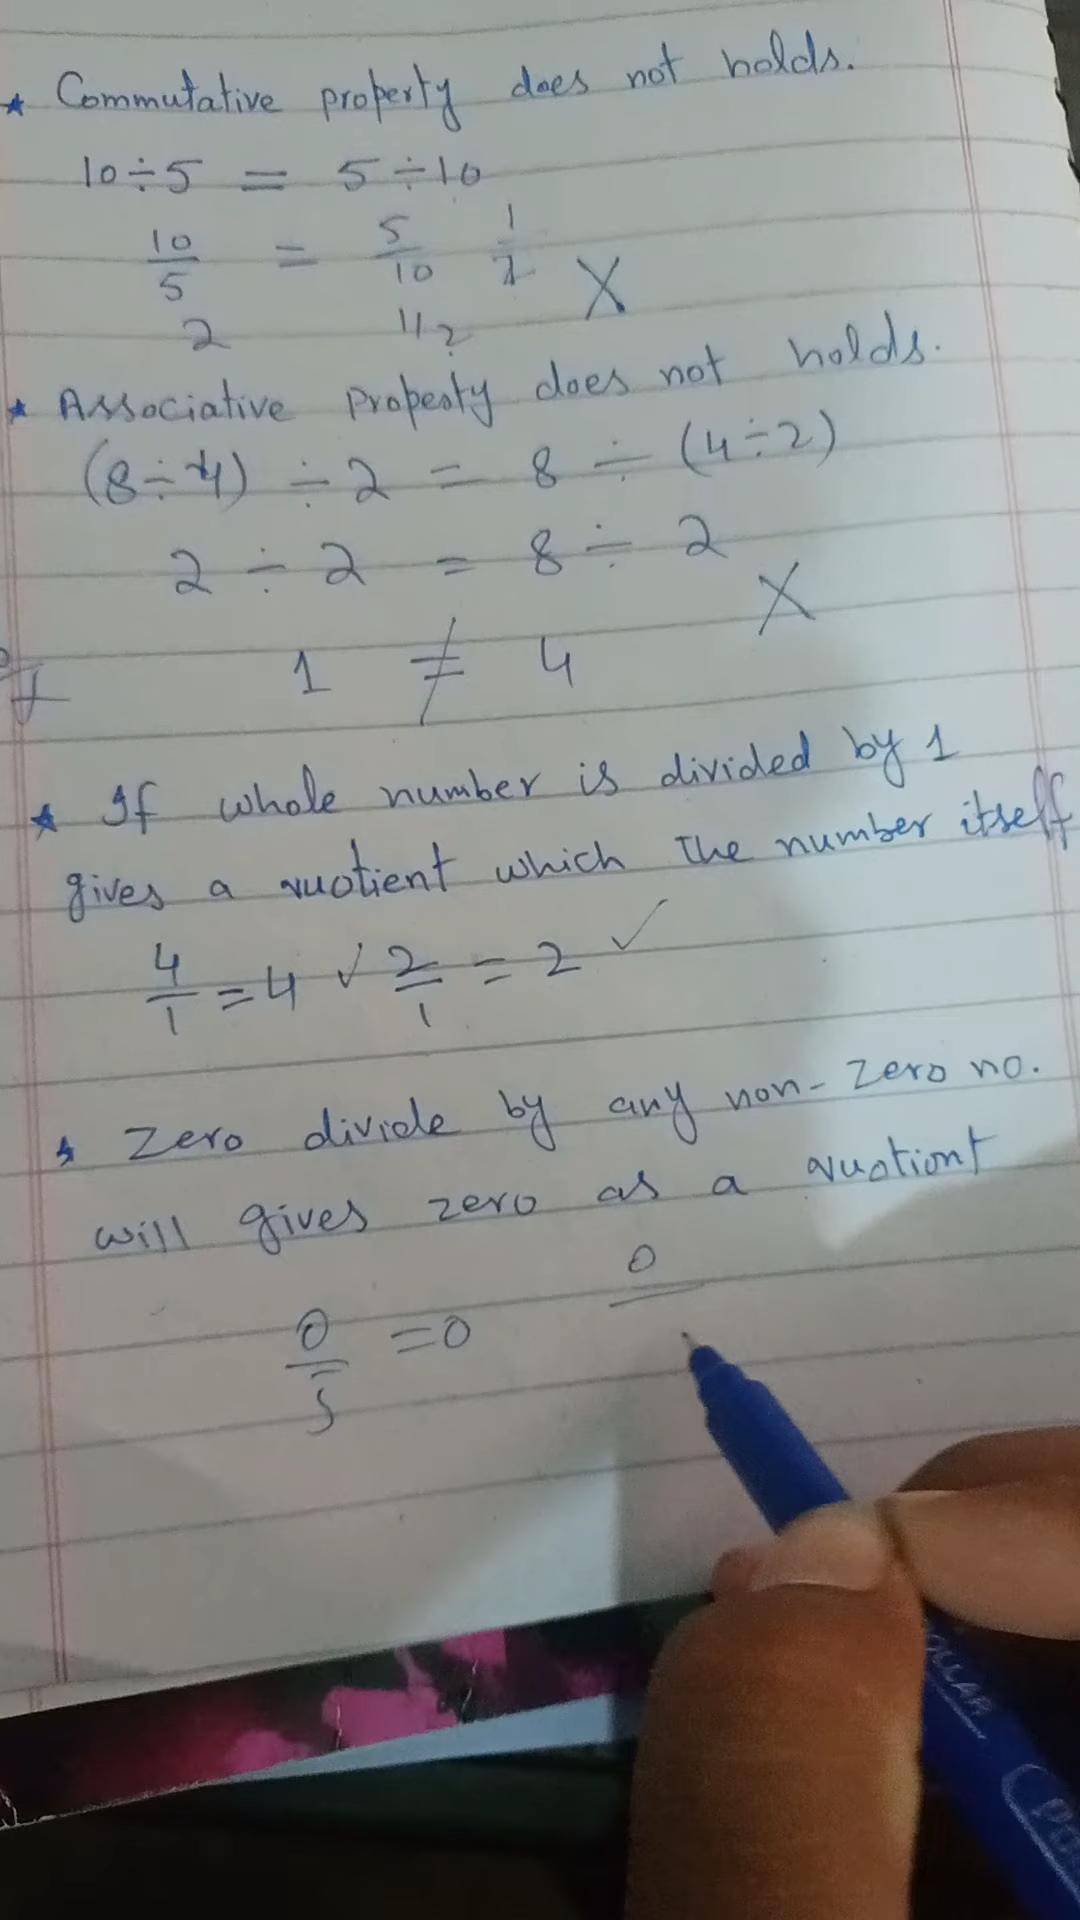 * Commutative property does not holds.
10÷5 = 5÷10
10/5 = 5/10 1/2 X
2 1/2
* Associative property does not holds.
(8÷4) ÷2 = 8 ÷ (4÷2)
2 ÷ 2 = 8 ÷ 2 X
1 ≠ 4
* If whole number is divided by 1
gives a quotient which the number itself
4/1 = 4 ✓ 2/1 = 2 ✓
* Zero divide by any non-zero no.
will gives zero as a quotiont
0/5 = 0 0